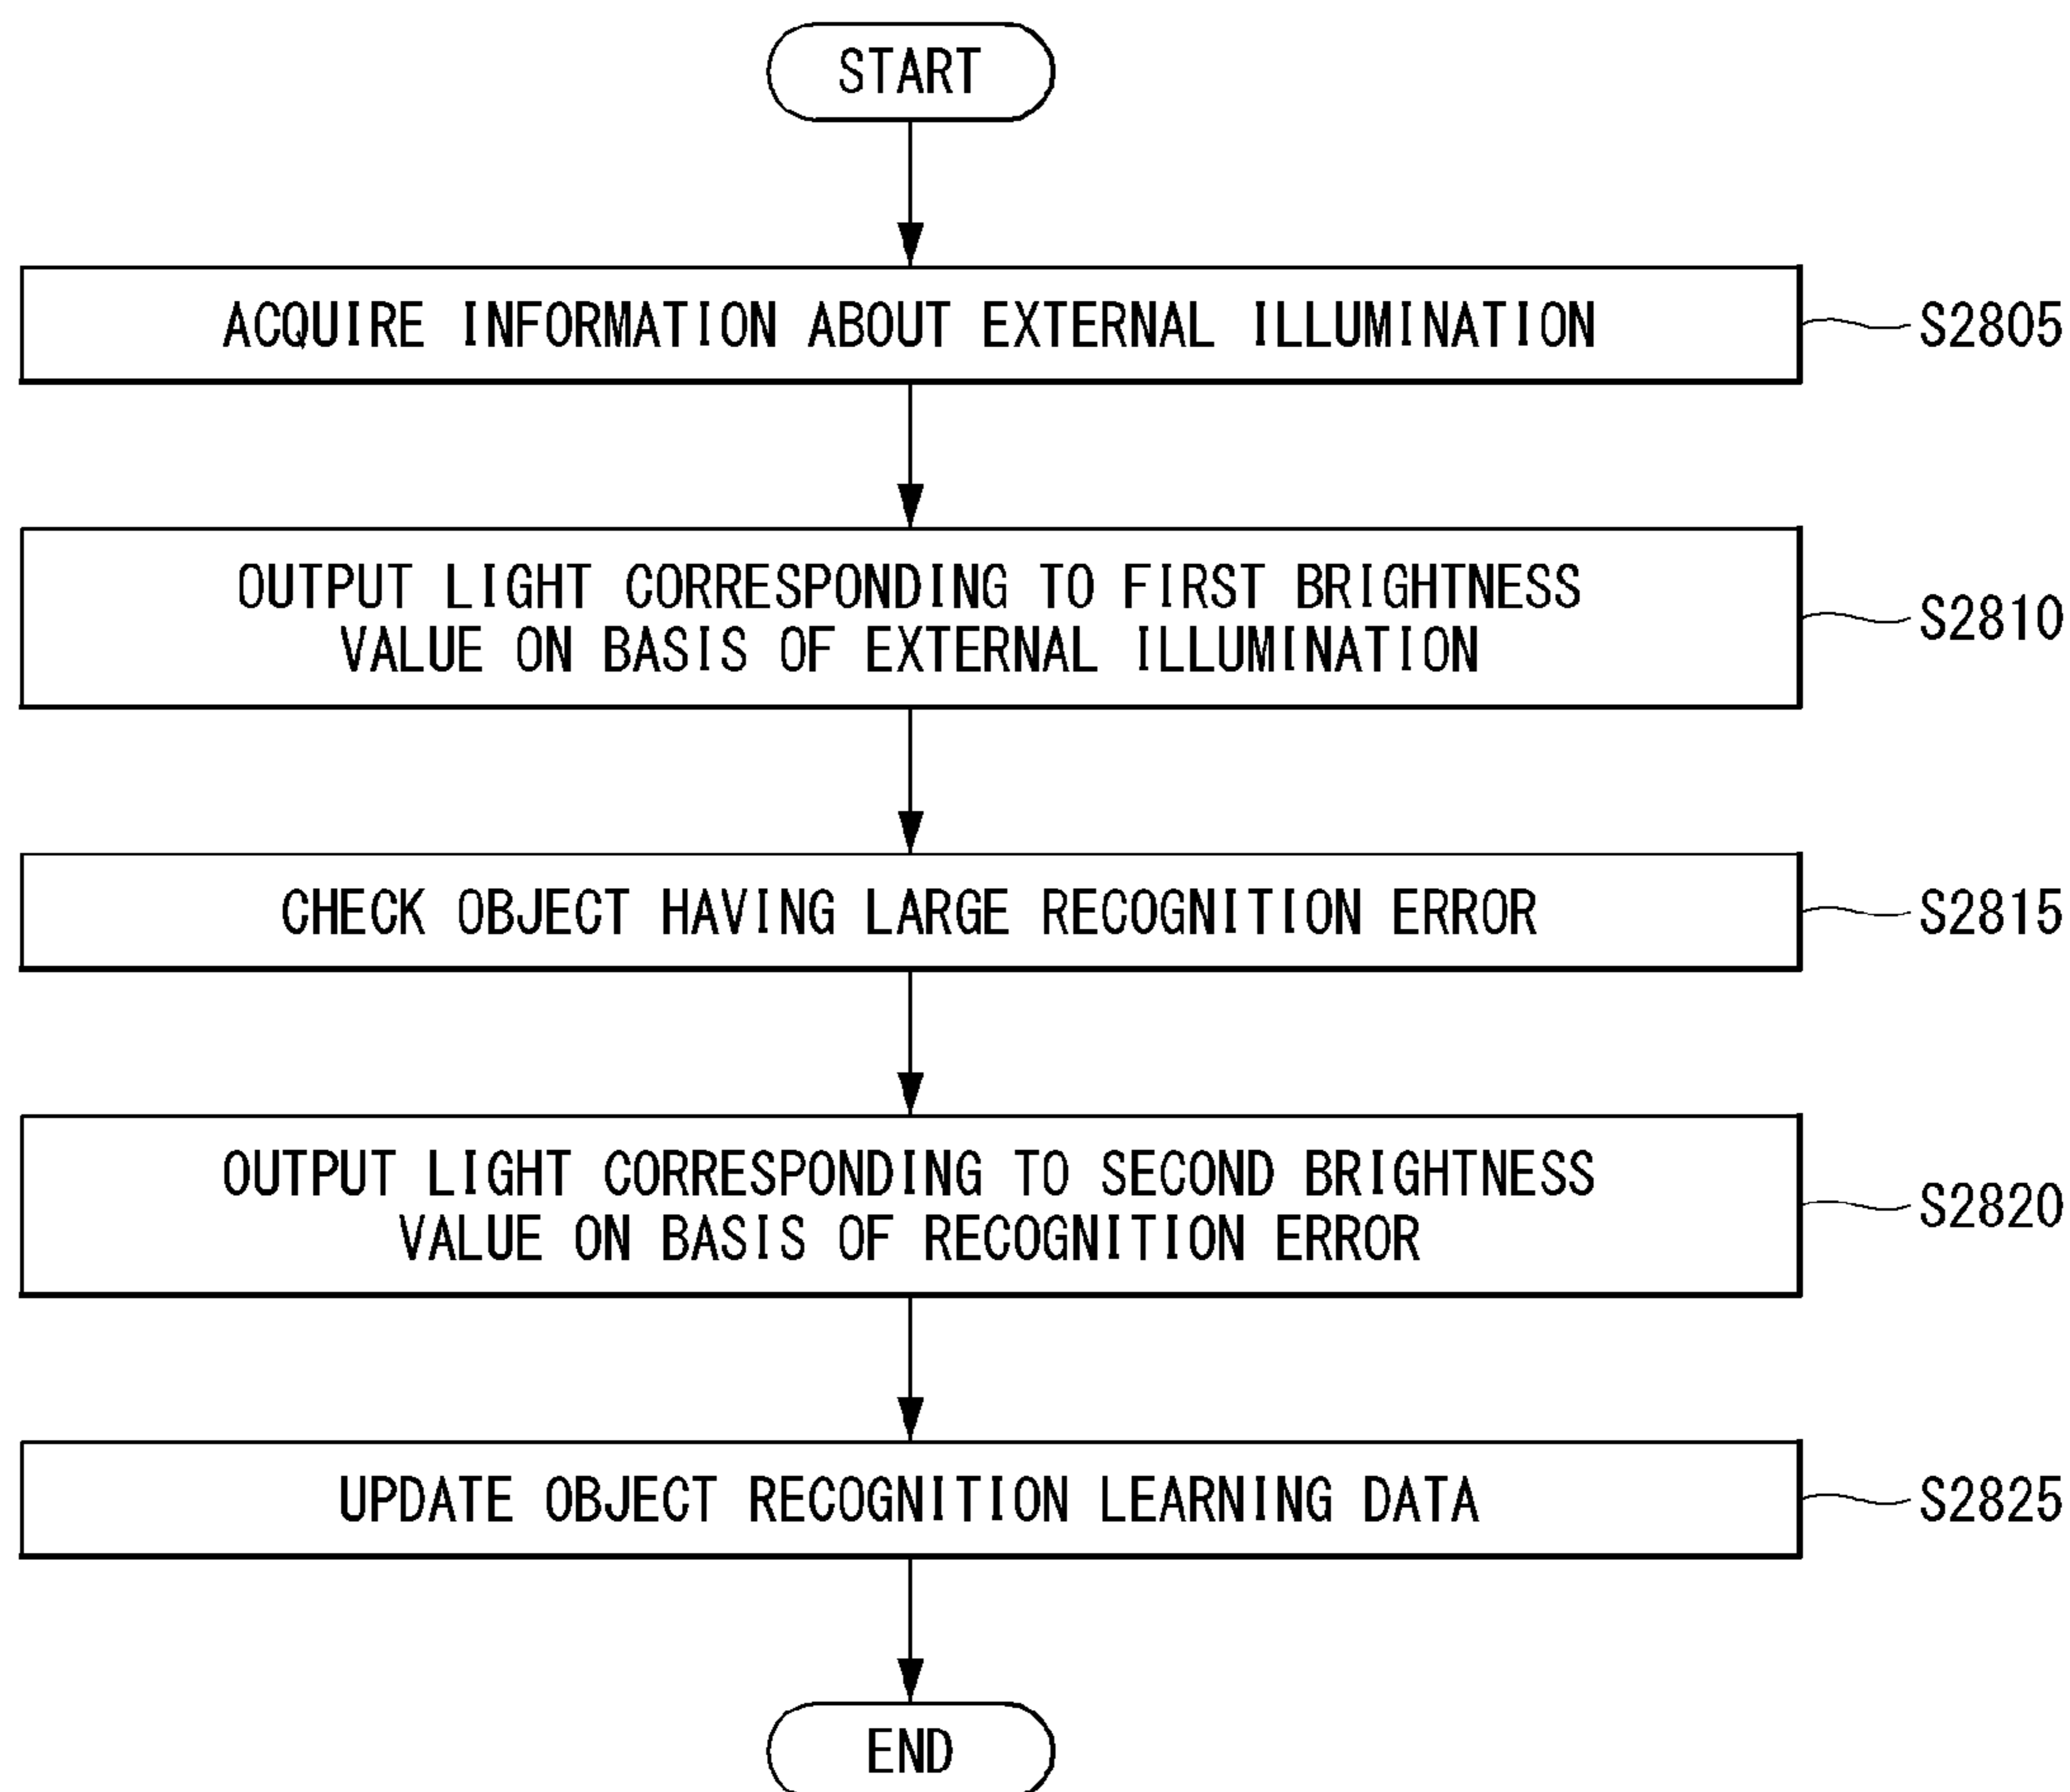 START
ACQUIRE INFORMATION ABOUT EXTERNAL ILLUMINATION
S2805
OUTPUT LIGHT CORRESPONDING TO FIRST BRIGHTNESS
VALUE ON BASIS OF EXTERNAL ILLUMINATION
S2810
CHECK OBJECT HAVING LARGE RECOGNITION ERROR
S2815
OUTPUT LIGHT CORRESPONDING TO SECOND BRIGHTNESS
VALUE ON BASIS OF RECOGNITION ERROR
S2820
UPDATE OBJECT RECOGNITION LEARNING DATA
S2825
END